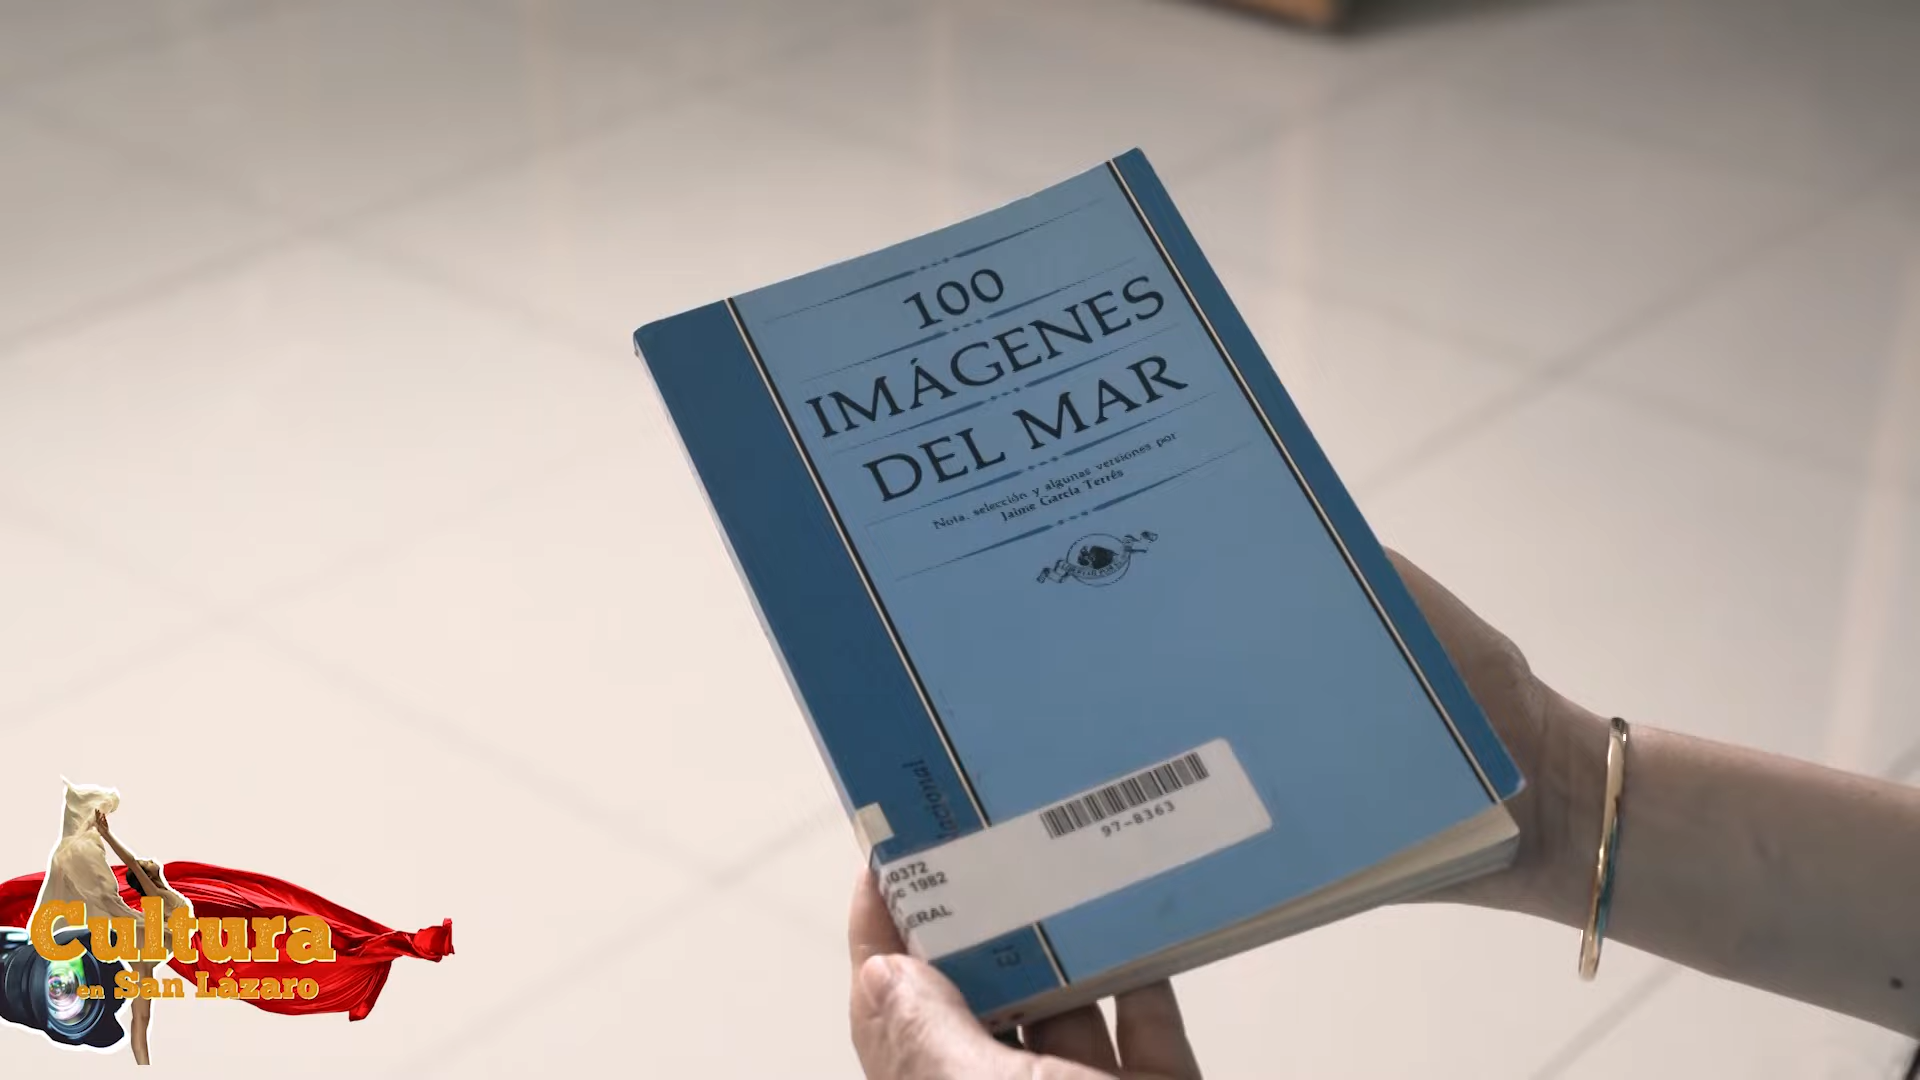 100
IMÁGENES
DEL MAR
Nota, selección y algunas versiones por
Jaime García Terrés
97-8363
0372
1982
Cultura
en San Lázaro